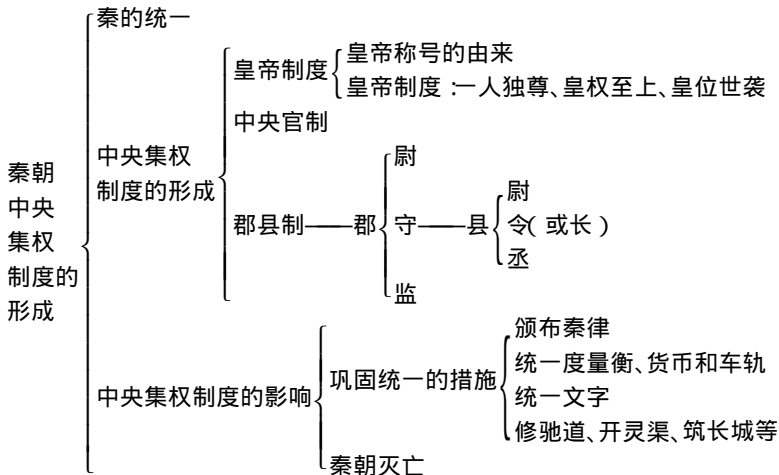 秦的统一
皇帝称号的由来
皇帝制度
皇帝制度:一人独尊、皇权至上、皇位世袭
中央官制
中央集权
制度的形成
尉
尉
郡县制——郡
守——县
令(或长)
丞
监
秦朝
中央
集权
制度的
形成
颁布秦律
统一度量衡、货币和车轨
巩固统一的措施
统一文字
中央集权制度的影响
修驰道、开灵渠、筑长城等
秦朝灭亡